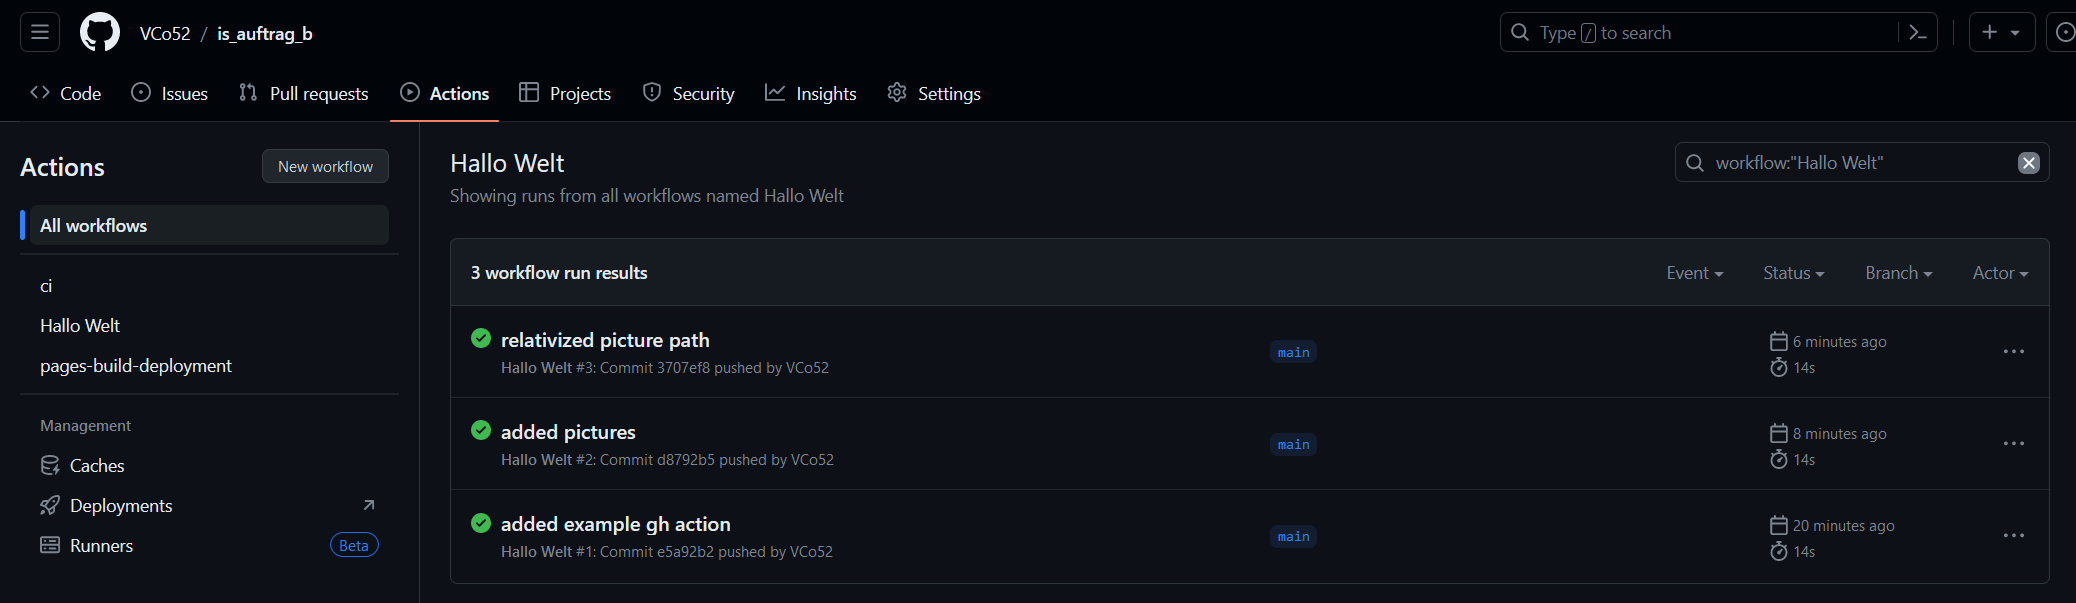 VCo52 / is_auftrag_b
Type / to search
Code Issues Pull requests Actions Projects Security Insights Settings
Actions
New workflow
All workflows
ci
Hallo Welt
pages-build-deployment
Management
Caches
Deployments
Runners Beta
Hallo Welt
Showing runs from all workflows named Hallo Welt
workflow:"Hallo Welt"
3 workflow run results
Event Status Branch Actor
relativized picture path
Hallo Welt #3: Commit 3707ef8 pushed by VCo52
main
6 minutes ago
14s
added pictures
Hallo Welt #2: Commit d8792b5 pushed by VCo52
main
8 minutes ago
14s
added example gh action
Hallo Welt #1: Commit e5a92b2 pushed by VCo52
main
20 minutes ago
14s